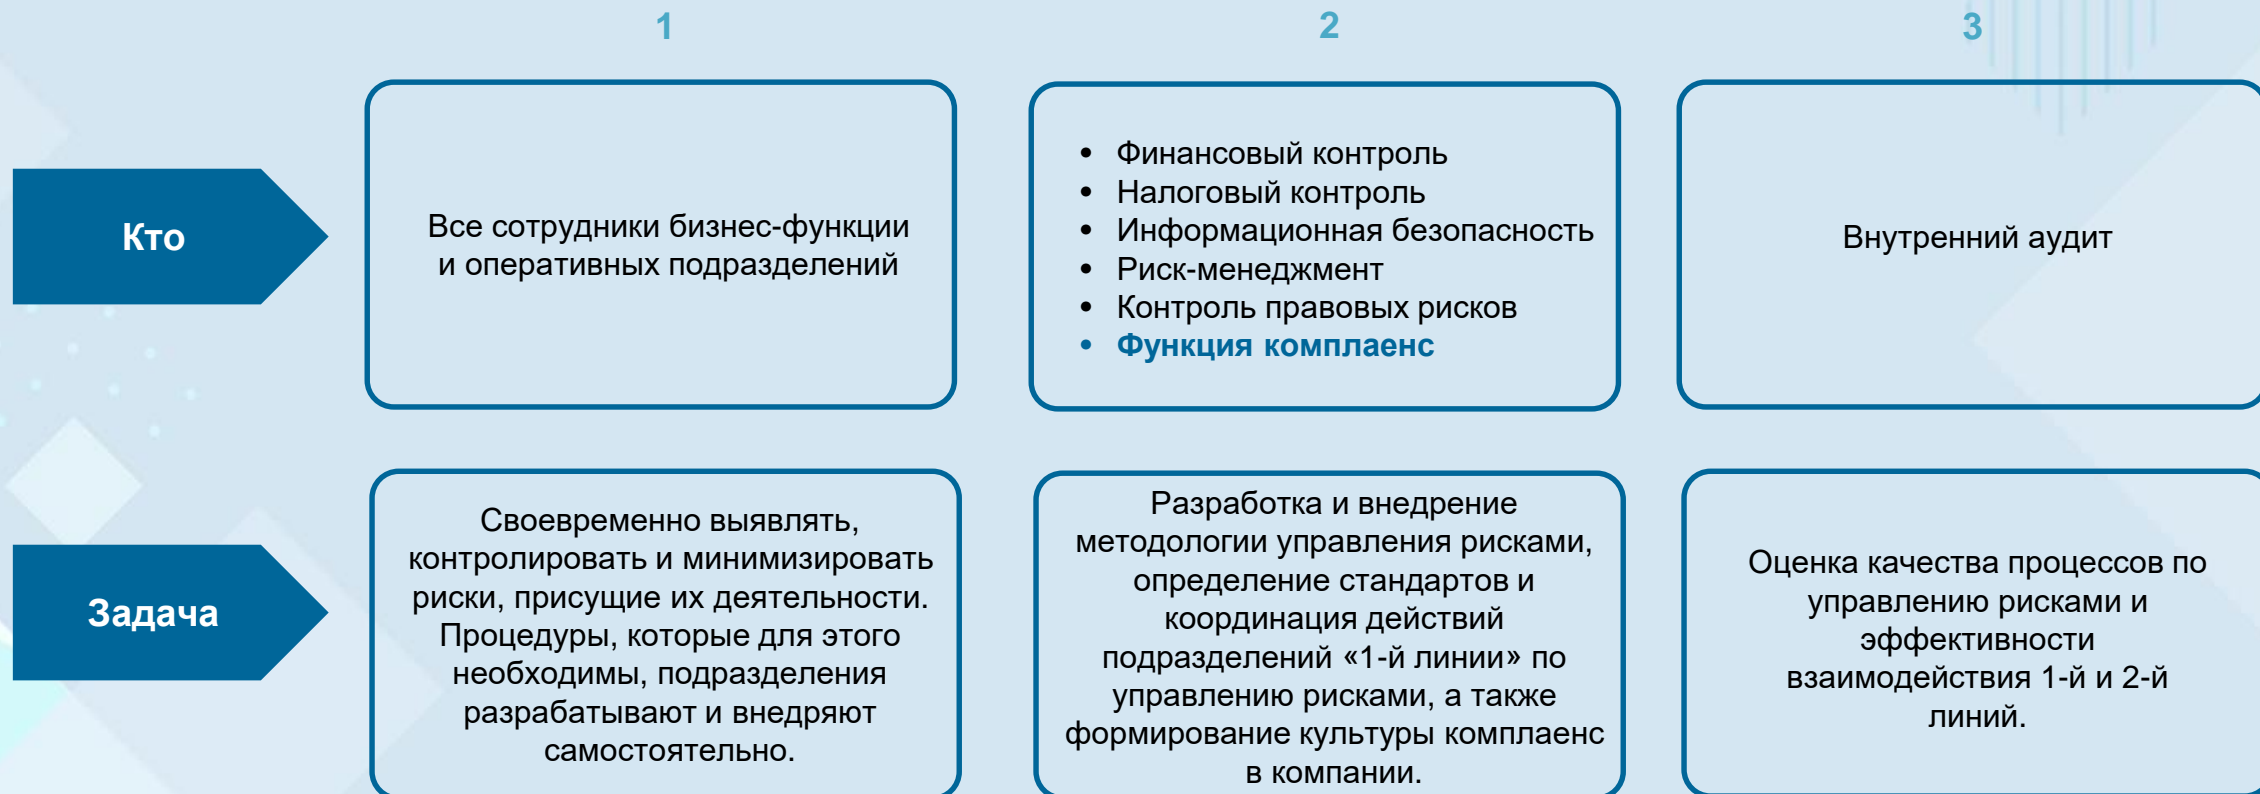 1
2
3
Кто
Все сотрудники бизнес-функции
и оперативных подразделений
• Финансовый контроль
• Налоговый контроль
• Информационная безопасность
• Риск-менеджмент
• Контроль правовых рисков
• Функция комплаенс
Внутренний аудит
Задача
Своевременно выявлять,
контролировать и минимизировать
риски, присущие их деятельности.
Процедуры, которые для этого
необходимы, подразделения
разрабатывают и внедряют
самостоятельно.
Разработка и внедрение
методологии управления рисками,
определение стандартов и
координация действий
подразделений «1-й линии» по
управлению рисками, а также
формирование культуры комплаенс
в компании.
Оценка качества процессов по
управлению рисками и
эффективности
взаимодействия 1-й и 2-й
линий.